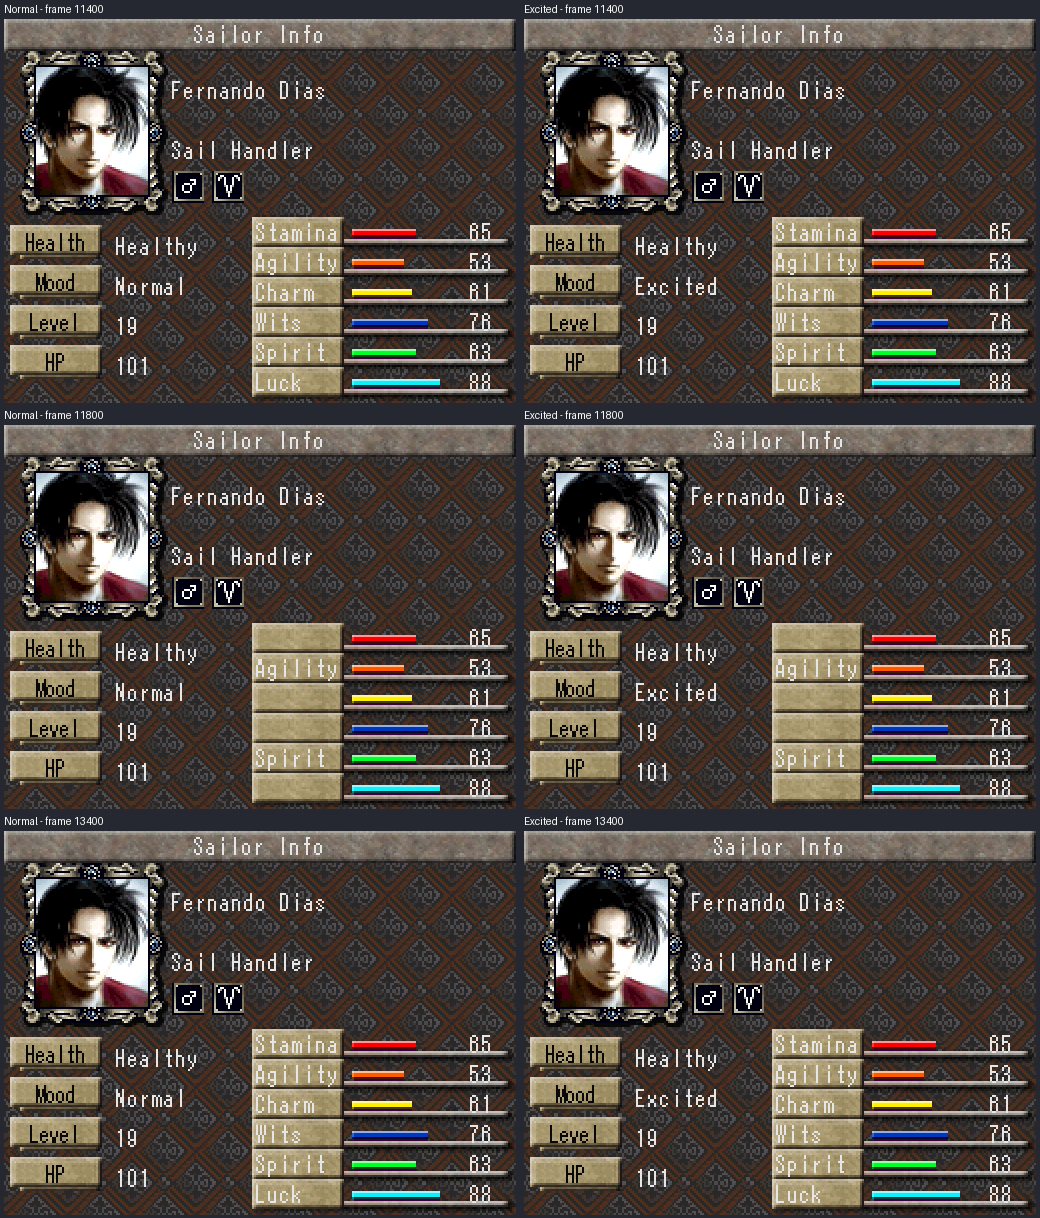 Normal - frame 11400
Sailor Info
Fernando Dias
Sail Handler
♂ ♈
Health Healthy
Mood Normal
Level 19
HP 101
Stamina 65
Agility 53
Charm 61
Wits 76
Spirit 63
Luck 88
Excited - frame 11400
Sailor Info
Fernando Dias
Sail Handler
♂ ♈
Health Healthy
Mood Excited
Level 19
HP 101
Stamina 65
Agility 53
Charm 61
Wits 76
Spirit 63
Luck 88
Normal - frame 11800
Sailor Info
Fernando Dias
Sail Handler
♂ ♈
Health Healthy
Mood Normal
Level 19
HP 101
65
Agility 53
61
76
Spirit 63
88
Excited - frame 11800
Sailor Info
Fernando Dias
Sail Handler
♂ ♈
Health Healthy
Mood Excited
Level 19
HP 101
65
Agility 53
61
76
Spirit 63
88
Normal - frame 13400
Sailor Info
Fernando Dias
Sail Handler
♂ ♈
Health Healthy
Mood Normal
Level 19
HP 101
Stamina 65
Agility 53
Charm 61
Wits 76
Spirit 63
Luck 88
Excited - frame 13400
Sailor Info
Fernando Dias
Sail Handler
♂ ♈
Health Healthy
Mood Excited
Level 19
HP 101
Stamina 65
Agility 53
Charm 61
Wits 76
Spirit 63
Luck 88